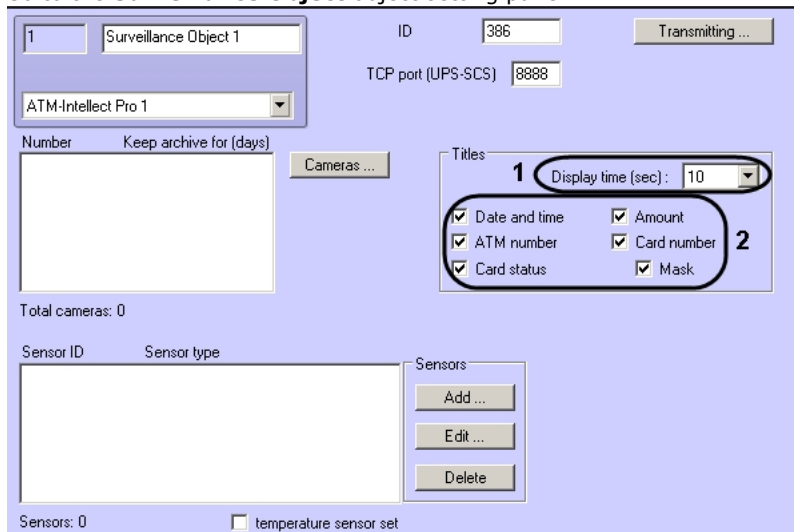 1 Surveillance Object 1 ID 386 Transmitting ...
TCP port (UPS-SCS) 8888
ATM-Intellect Pro 1
Number Keep archive for (days)
Cameras ...
Titles
1 Display time (sec) : 10
Date and time Amount
ATM number Card number 2
Card status Mask
Total cameras: 0
Sensor ID Sensor type
Sensors
Add ...
Edit ...
Delete
Sensors: 0 temperature sensor set